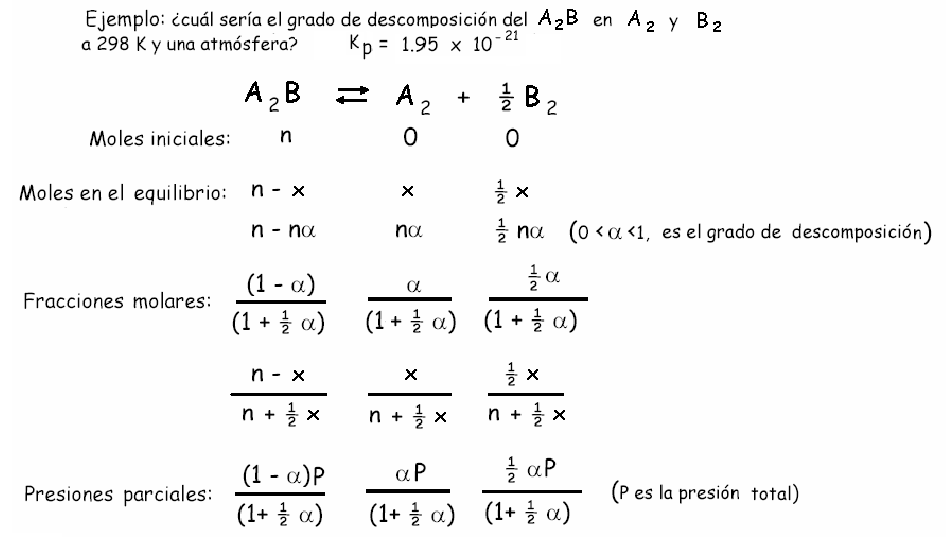 Ejemplo: ¿cuál sería el grado de descomposición del A₂B en A₂ y B₂
a 298 K y una atmósfera? Kp = 1.95 x 10⁻²¹
A₂B ⇄ A₂ + ½ B₂
Moles iniciales: n 0 0
Moles en el equilibrio: n - x x ½ x
n - nα nα ½ nα (0 < α <1, es el grado de descomposición)
Fracciones molares: (1 - α)/(1 + ½ α) α/(1 + ½ α) ½ α/(1 + ½ α)
n - x/n + ½ x x/n + ½ x ½ x/n + ½ x
Presiones parciales: (1 - α)P/(1+ ½ α) αP/(1+ ½ α) ½ αP/(1+ ½ α) (P es la presión total)